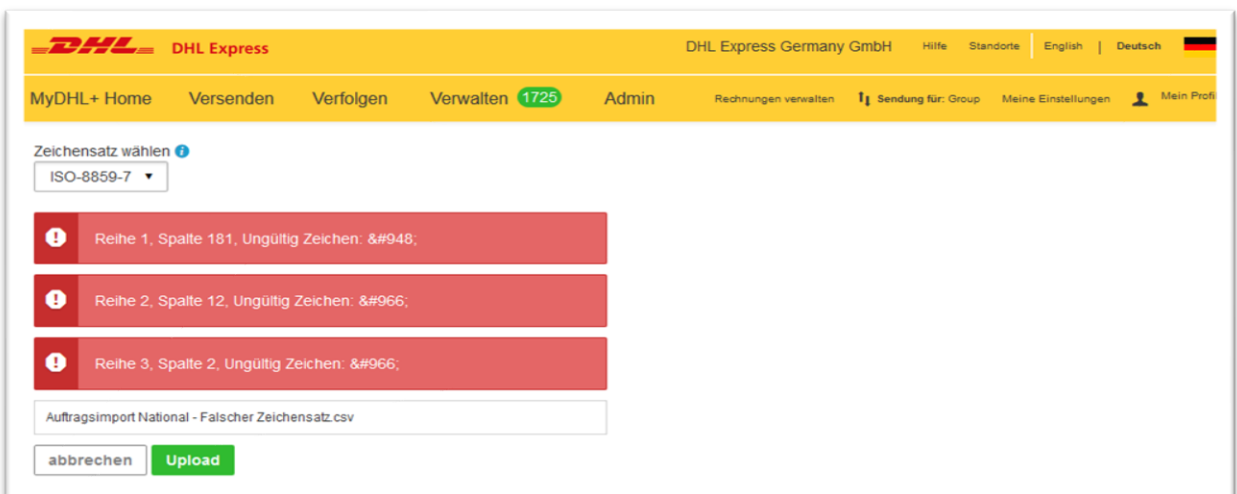 DHL DHL Express DHL Express Germany GmbH Hilfe Standorte English | Deutsch
MyDHL+ Home Versenden Verfolgen Verwalten 1725 Admin Rechnungen verwalten Sendung für: Group Meine Einstellungen Mein Profi
Zeichensatz wählen
ISO-8859-7
Reihe 1, Spalte 181, Ungültig Zeichen: &#948;
Reihe 2, Spalte 12, Ungültig Zeichen: &#966;
Reihe 3, Spalte 2, Ungültig Zeichen: &#966;
Auftragsimport National - Falscher Zeichensatz.csv
abbrechen Upload